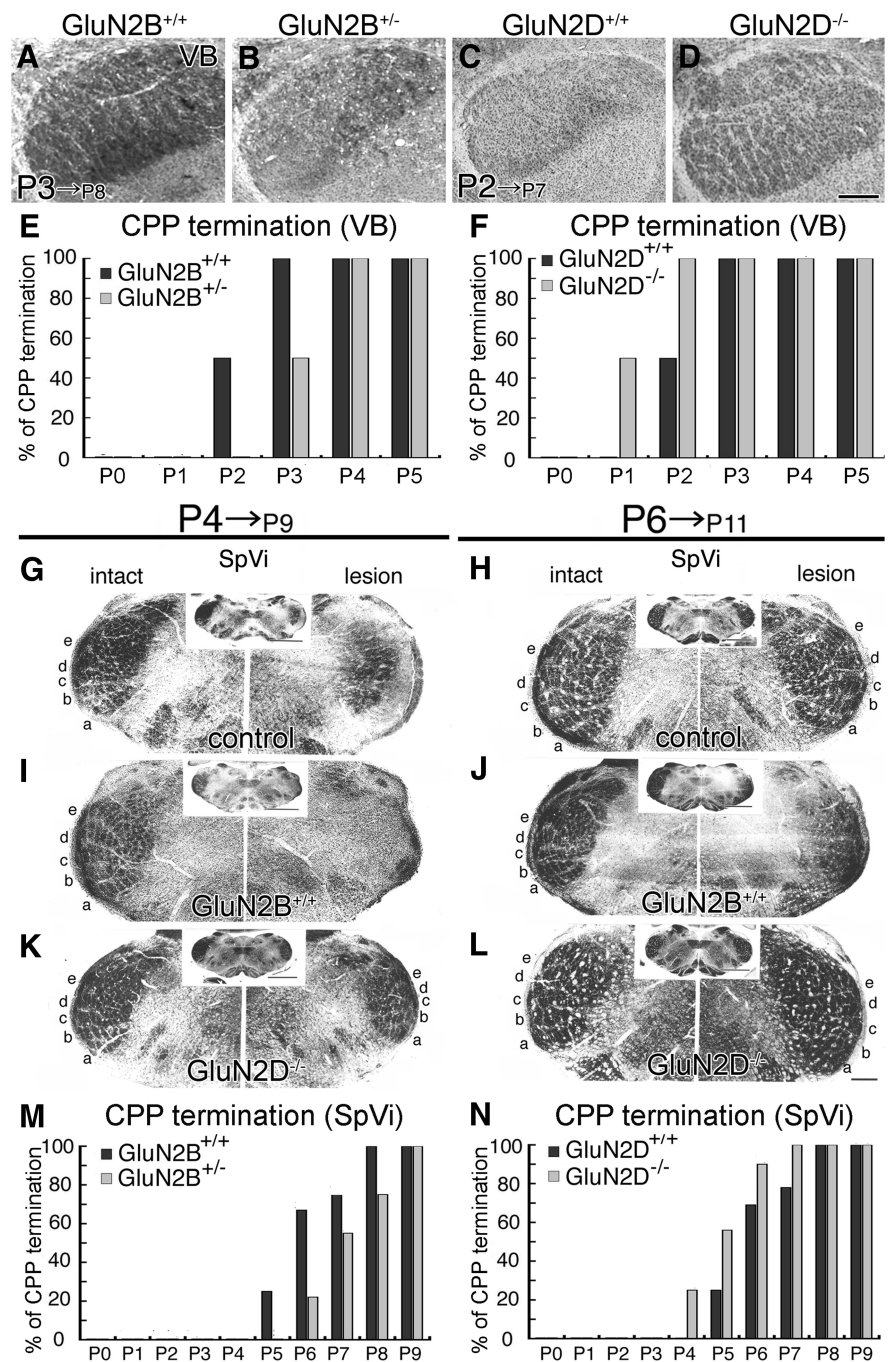 GluN2B+/+ GluN2B+/- GluN2D+/+ GluN2D-/-
A VB B C D
P3→P8 P2→P7
E CPP termination (VB)
% of CPP termination
100
80
60
40
20
0
GluN2B+/+
GluN2B+/-
P0 P1 P2 P3 P4 P5
F CPP termination (VB)
% of CPP termination
100
80
60
40
20
0
GluN2D+/+
GluN2D-/-
P0 P1 P2 P3 P4 P5
P4→P9 P6→P11
G SpVi
intact lesion
e
d
c
b
a
control
H SpVi
intact lesion
e e
d d
c c
b b
a a
control
I
e
d
c
b
a
GluN2B+/+
J
e
d
c
b
a
GluN2B+/+
K
e e
d d
c c
b b
a a
GluN2D-/-
L
e e
d d
c c
b b
a a
GluN2D-/-
M CPP termination (SpVi)
% of CPP termination
100
80
60
40
20
0
GluN2B+/+
GluN2B+/-
P0 P1 P2 P3 P4 P5 P6 P7 P8 P9
N CPP termination (SpVi)
% of CPP termination
100
80
60
40
20
0
GluN2D+/+
GluN2D-/-
P0 P1 P2 P3 P4 P5 P6 P7 P8 P9